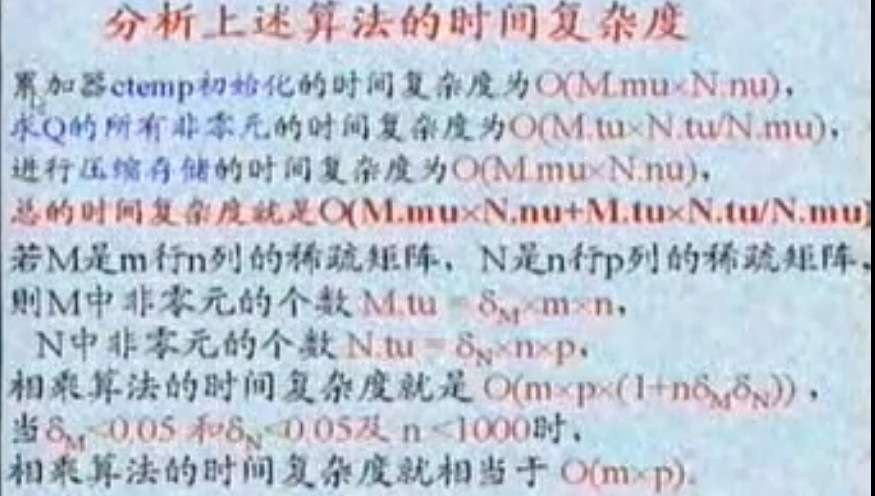 分析上述算法的时间复杂度
累加器ctemp初始化的时间复杂度为O(M.mu×N.nu),
求Q的所有非零元的时间复杂度为O(M.tu×N.tu/N.mu),
进行压缩存储的时间复杂度为O(M.mu×N.nu),
总的时间复杂度就是O(M.mu×N.nu+M.tu×N.tu/N.mu)
若M是m行n列的稀疏矩阵,N是n行p列的稀疏矩阵,
则M中非零元的个数 M.tu = δM×m×n,
N中非零元的个数 N.tu = δN×n×p,
相乘算法的时间复杂度就是 O(m×p×(1+nδMδN)),
当δM<0.05 和δN<0.05及 n <1000时,
相乘算法的时间复杂度就相当于 O(m×p).